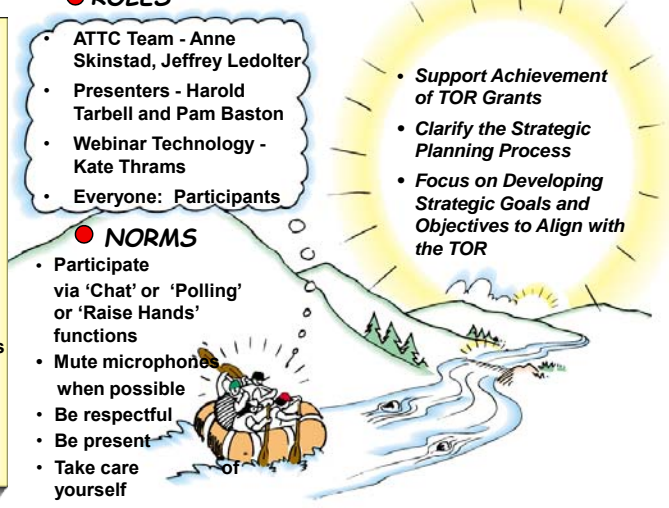 ROLES
• ATTC Team - Anne
Skinstad, Jeffrey Ledolter
• Presenters - Harold
Tarbell and Pam Baston
• Webinar Technology -
Kate Thrams
• Everyone: Participants
NORMS
• Participate
via ‘Chat’ or ‘Polling’
or ‘Raise Hands’
functions
• Mute microphones
when possible
• Be respectful
• Be present
• Take care of
yourself
• Support Achievement
of TOR Grants
• Clarify the Strategic
Planning Process
• Focus on Developing
Strategic Goals and
Objectives to Align with
the TOR